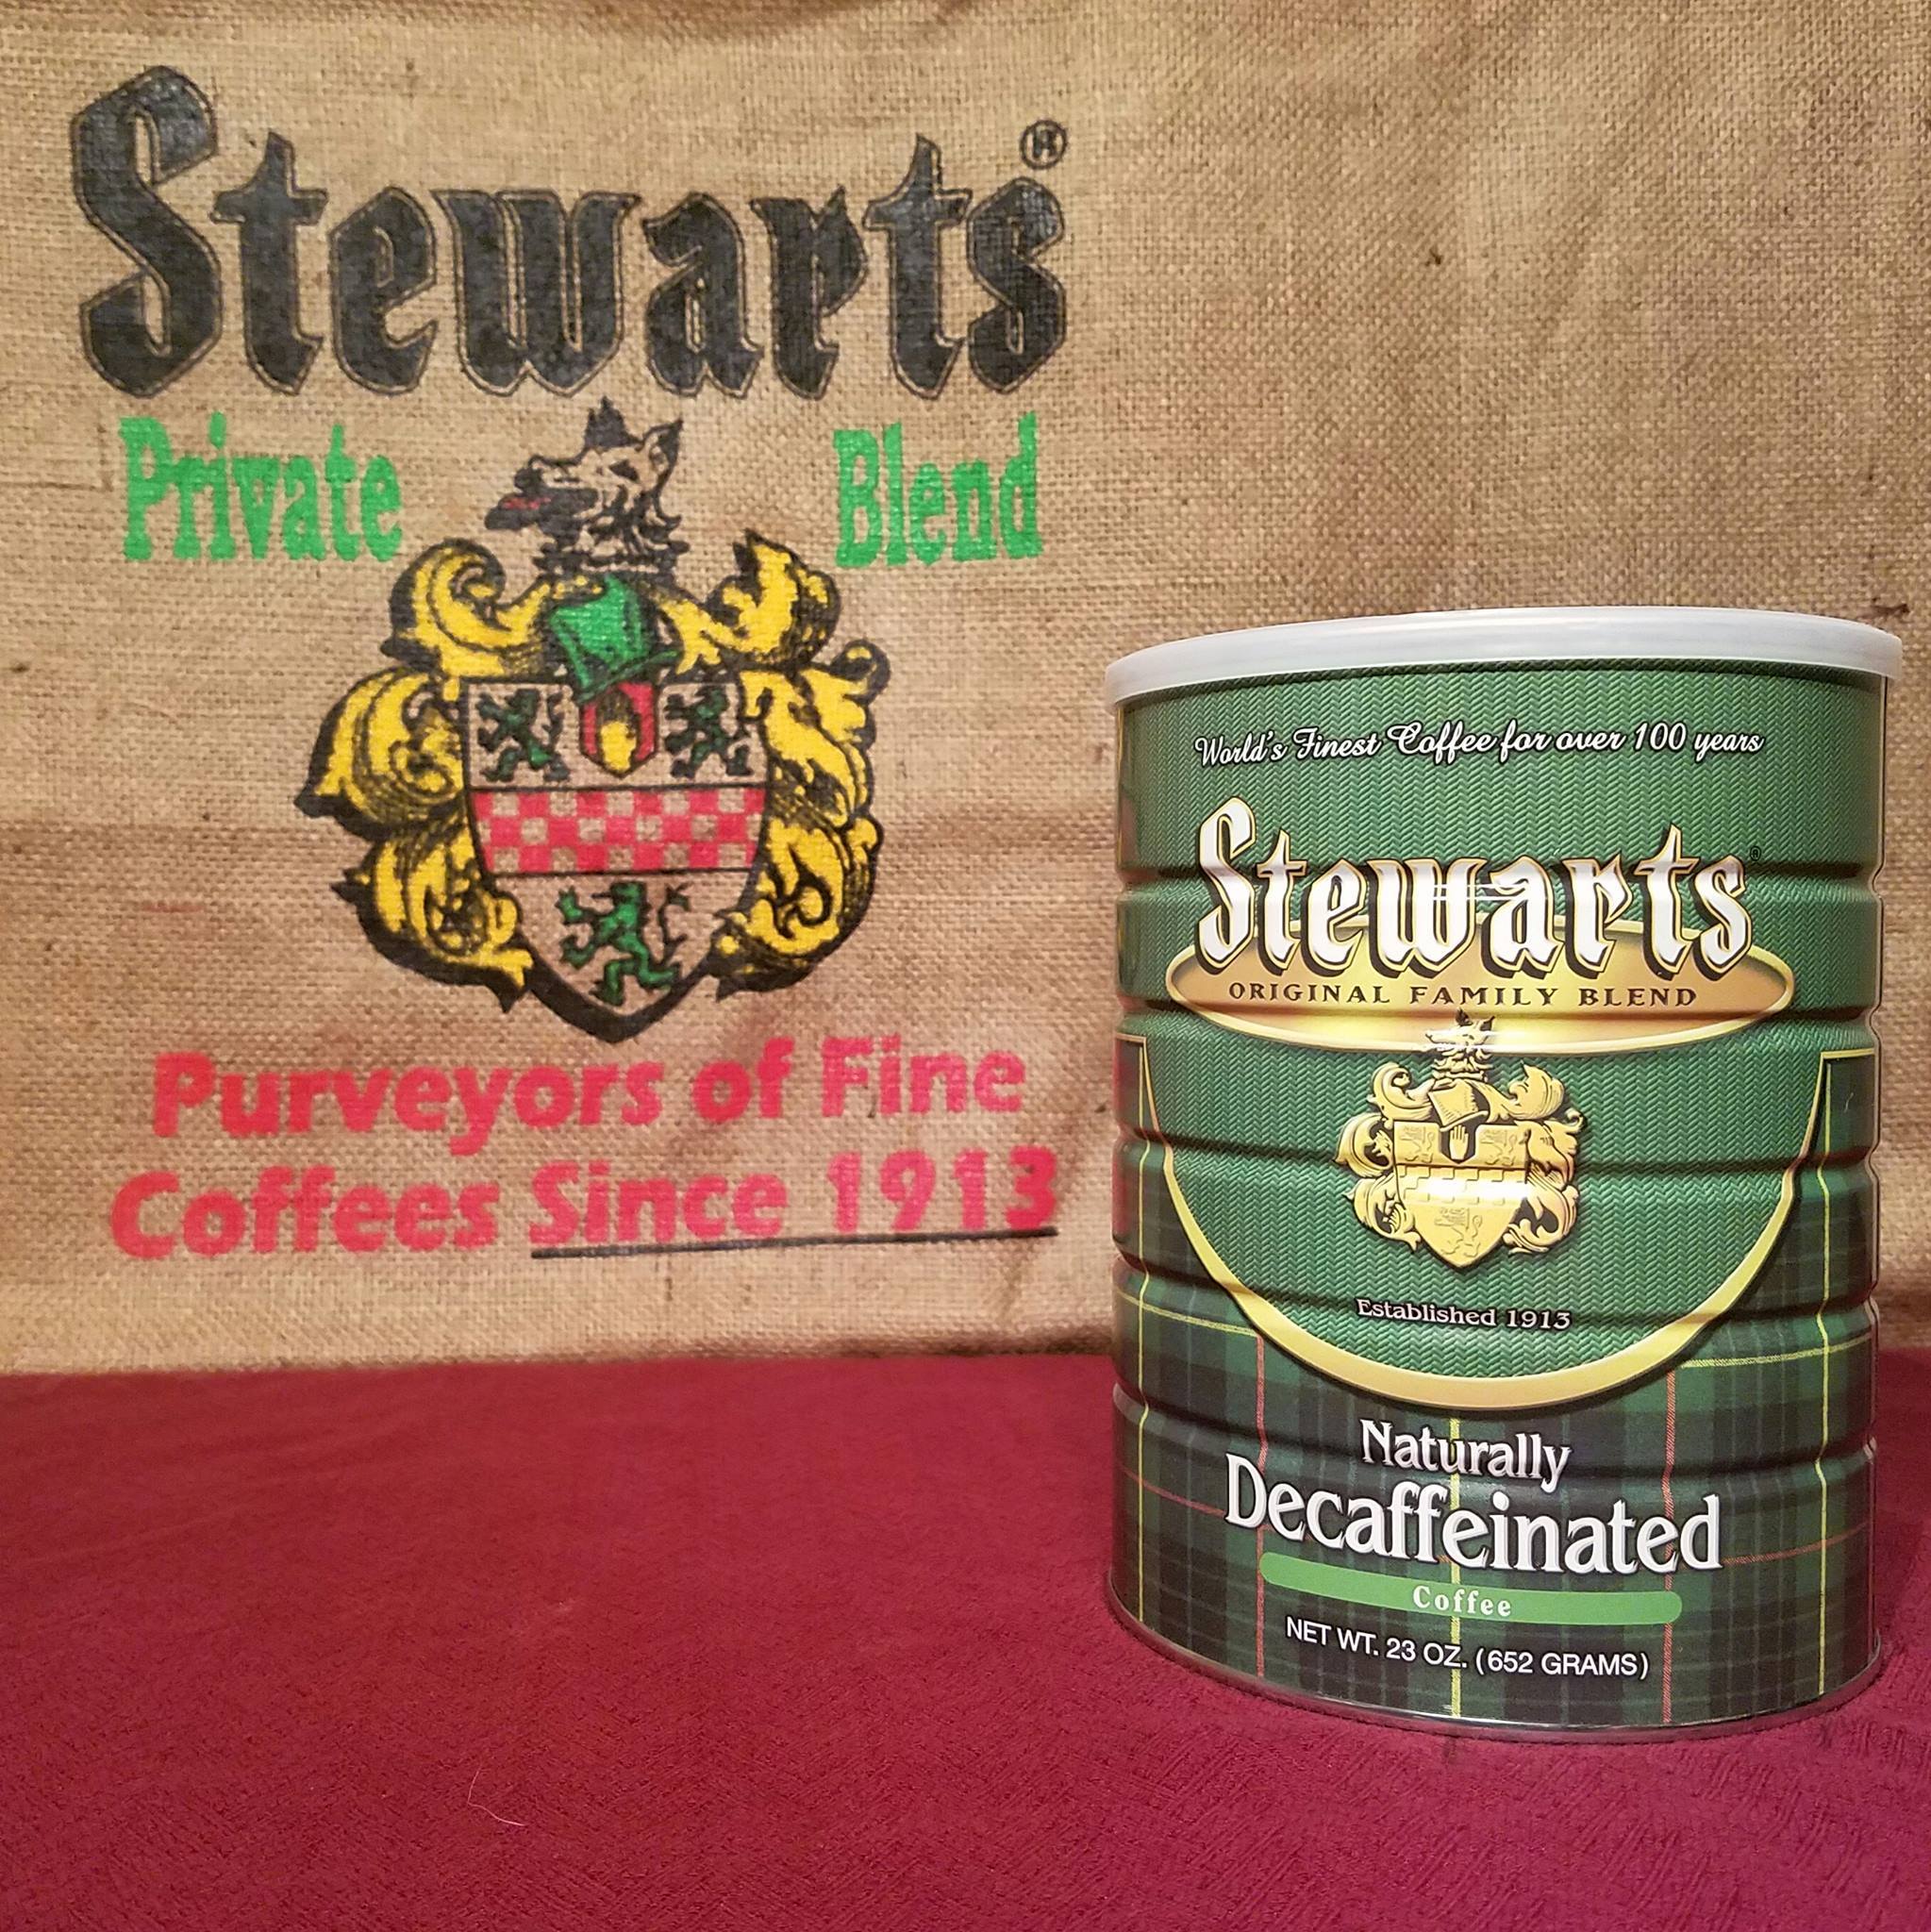 Stewarts®
Private Blend
Purveyors of Fine
Coffees Since 1913
World's Finest Coffee for over 100 years
Stewarts®
ORIGINAL FAMILY BLEND
Established 1913
Naturally
Decaffeinated
Coffee
NET WT. 23 OZ. (652 GRAMS)